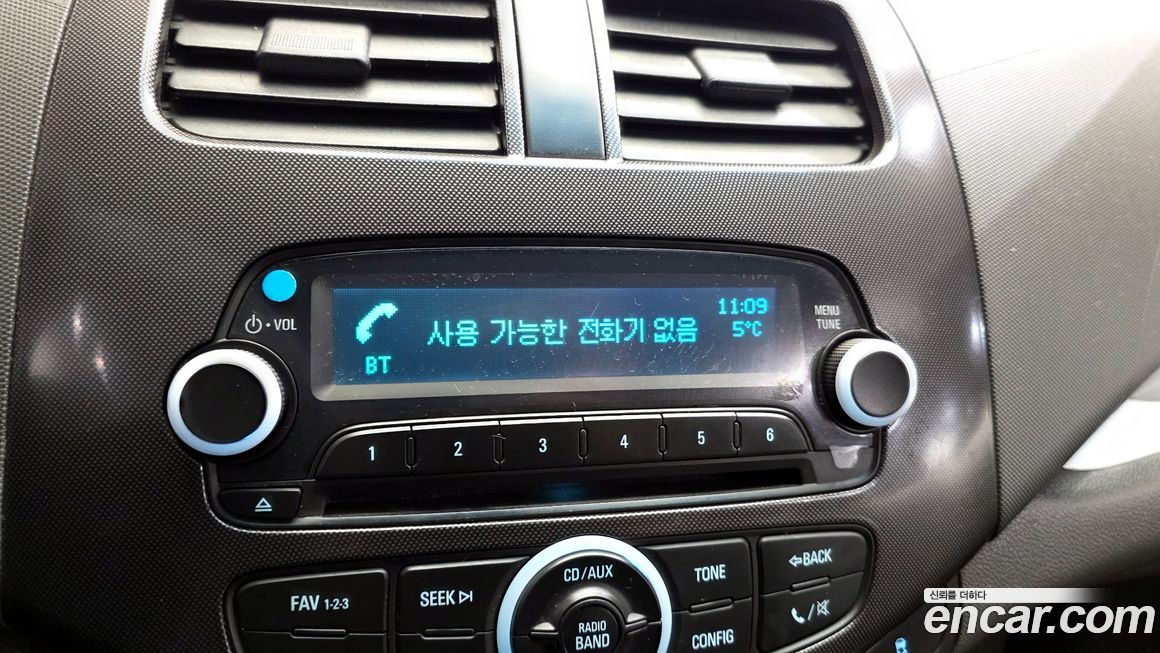 VOL
사용 가능한 전화기 없음
11:09
5°C
BT
MENU
TUNE
1
2
3
4
5
6
CD/AUX
FAV 1-2-3
SEEK
RADIO
BAND
TONE
CONFIG
BACK
신뢰를 더하다
encar.com